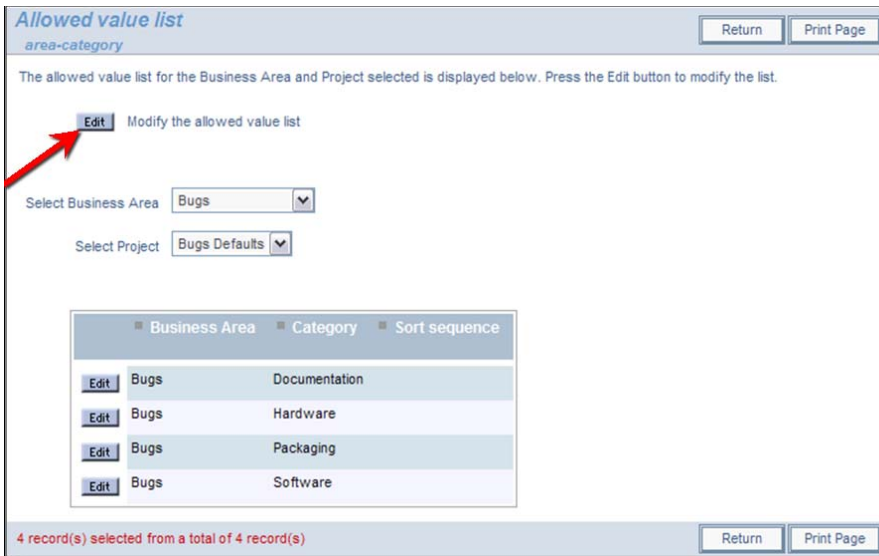 Allowed value list
area-category
Return Print Page
The allowed value list for the Business Area and Project selected is displayed below. Press the Edit button to modify the list.
Edit Modify the allowed value list
Select Business Area Bugs
Select Project Bugs Defaults
Business Area Category Sort sequence
Edit Bugs Documentation
Edit Bugs Hardware
Edit Bugs Packaging
Edit Bugs Software
4 record(s) selected from a total of 4 record(s) Return Print Page